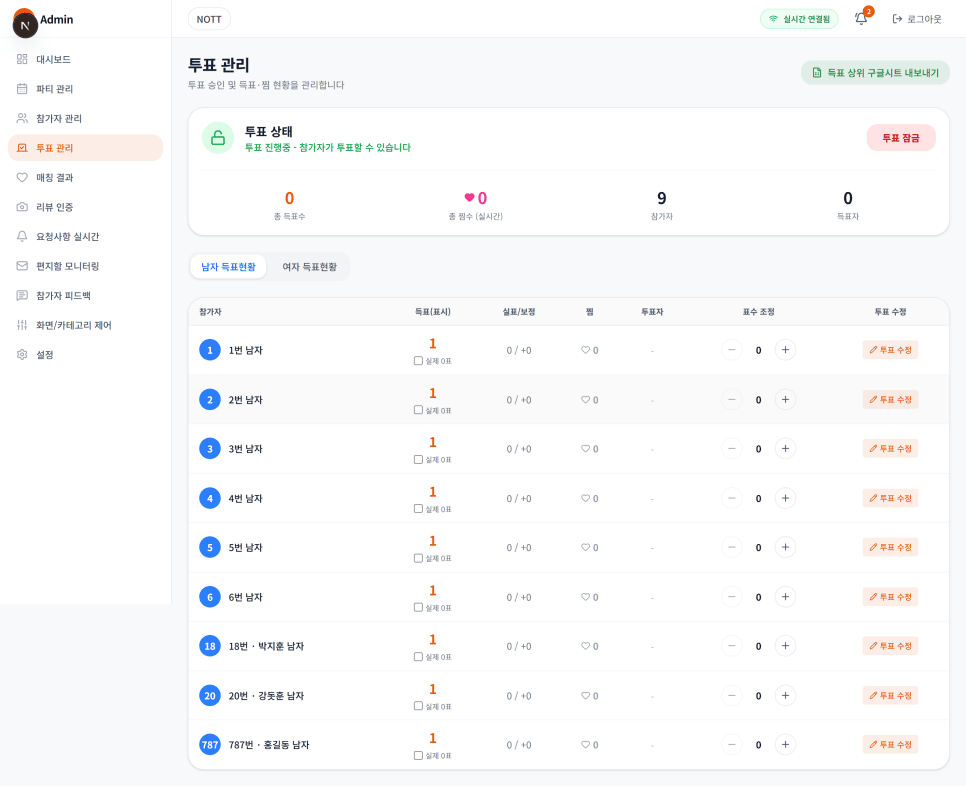 N
Admin
대시보드
파티 관리
참가자 관리
투표 관리
매칭 결과
리뷰 인증
요청사항 실시간
편지함 모니터링
참가자 피드백
화면/카테고리 제어
설정
NOTT
실시간 연결됨
2
로그아웃
투표 관리
투표 승인 및 득표·찜 현황을 관리합니다
득표 상위 구글시트 내보내기
투표 상태
투표 진행중 - 참가자가 투표할 수 있습니다
투표 잠금
0
총 득표수
0
총 찜수 (실시간)
9
참가자
0
득표자
남자 득표현황
여자 득표현황
참가자 득표(표시) 실표/보정 찜 투표자 표수 조정 투표 수정
1 1번 남자 1 0 / +0 0 - − 0 + 투표 수정
실제 0표
2 2번 남자 1 0 / +0 0 - − 0 + 투표 수정
실제 0표
3 3번 남자 1 0 / +0 0 - − 0 + 투표 수정
실제 0표
4 4번 남자 1 0 / +0 0 - − 0 + 투표 수정
실제 0표
5 5번 남자 1 0 / +0 0 - − 0 + 투표 수정
실제 0표
6 6번 남자 1 0 / +0 0 - − 0 + 투표 수정
실제 0표
18 18번 · 박지훈 남자 1 0 / +0 0 - − 0 + 투표 수정
실제 0표
20 20번 · 강돗훈 남자 1 0 / +0 0 - − 0 + 투표 수정
실제 0표
787 787번 · 홍길동 남자 1 0 / +0 0 - − 0 + 투표 수정
실제 0표